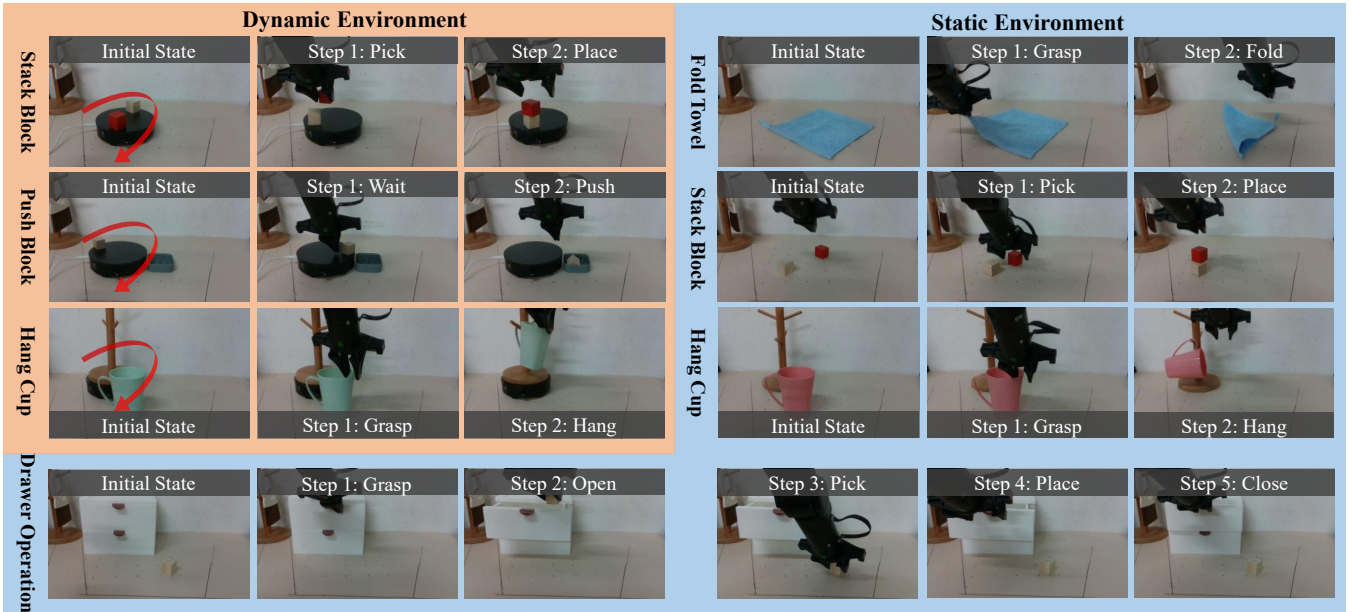 Dynamic Environment
Static Environment
Stack Block
Initial State
Step 1: Pick
Step 2: Place
Fold Towel
Initial State
Step 1: Grasp
Step 2: Fold
Push Block
Initial State
Step 1: Wait
Step 2: Push
Stack Block
Initial State
Step 1: Pick
Step 2: Place
Hang Cup
Initial State
Step 1: Grasp
Step 2: Hang
Hang Cup
Initial State
Step 1: Grasp
Step 2: Hang
Drawer Operation
Initial State
Step 1: Grasp
Step 2: Open
Step 3: Pick
Step 4: Place
Step 5: Close